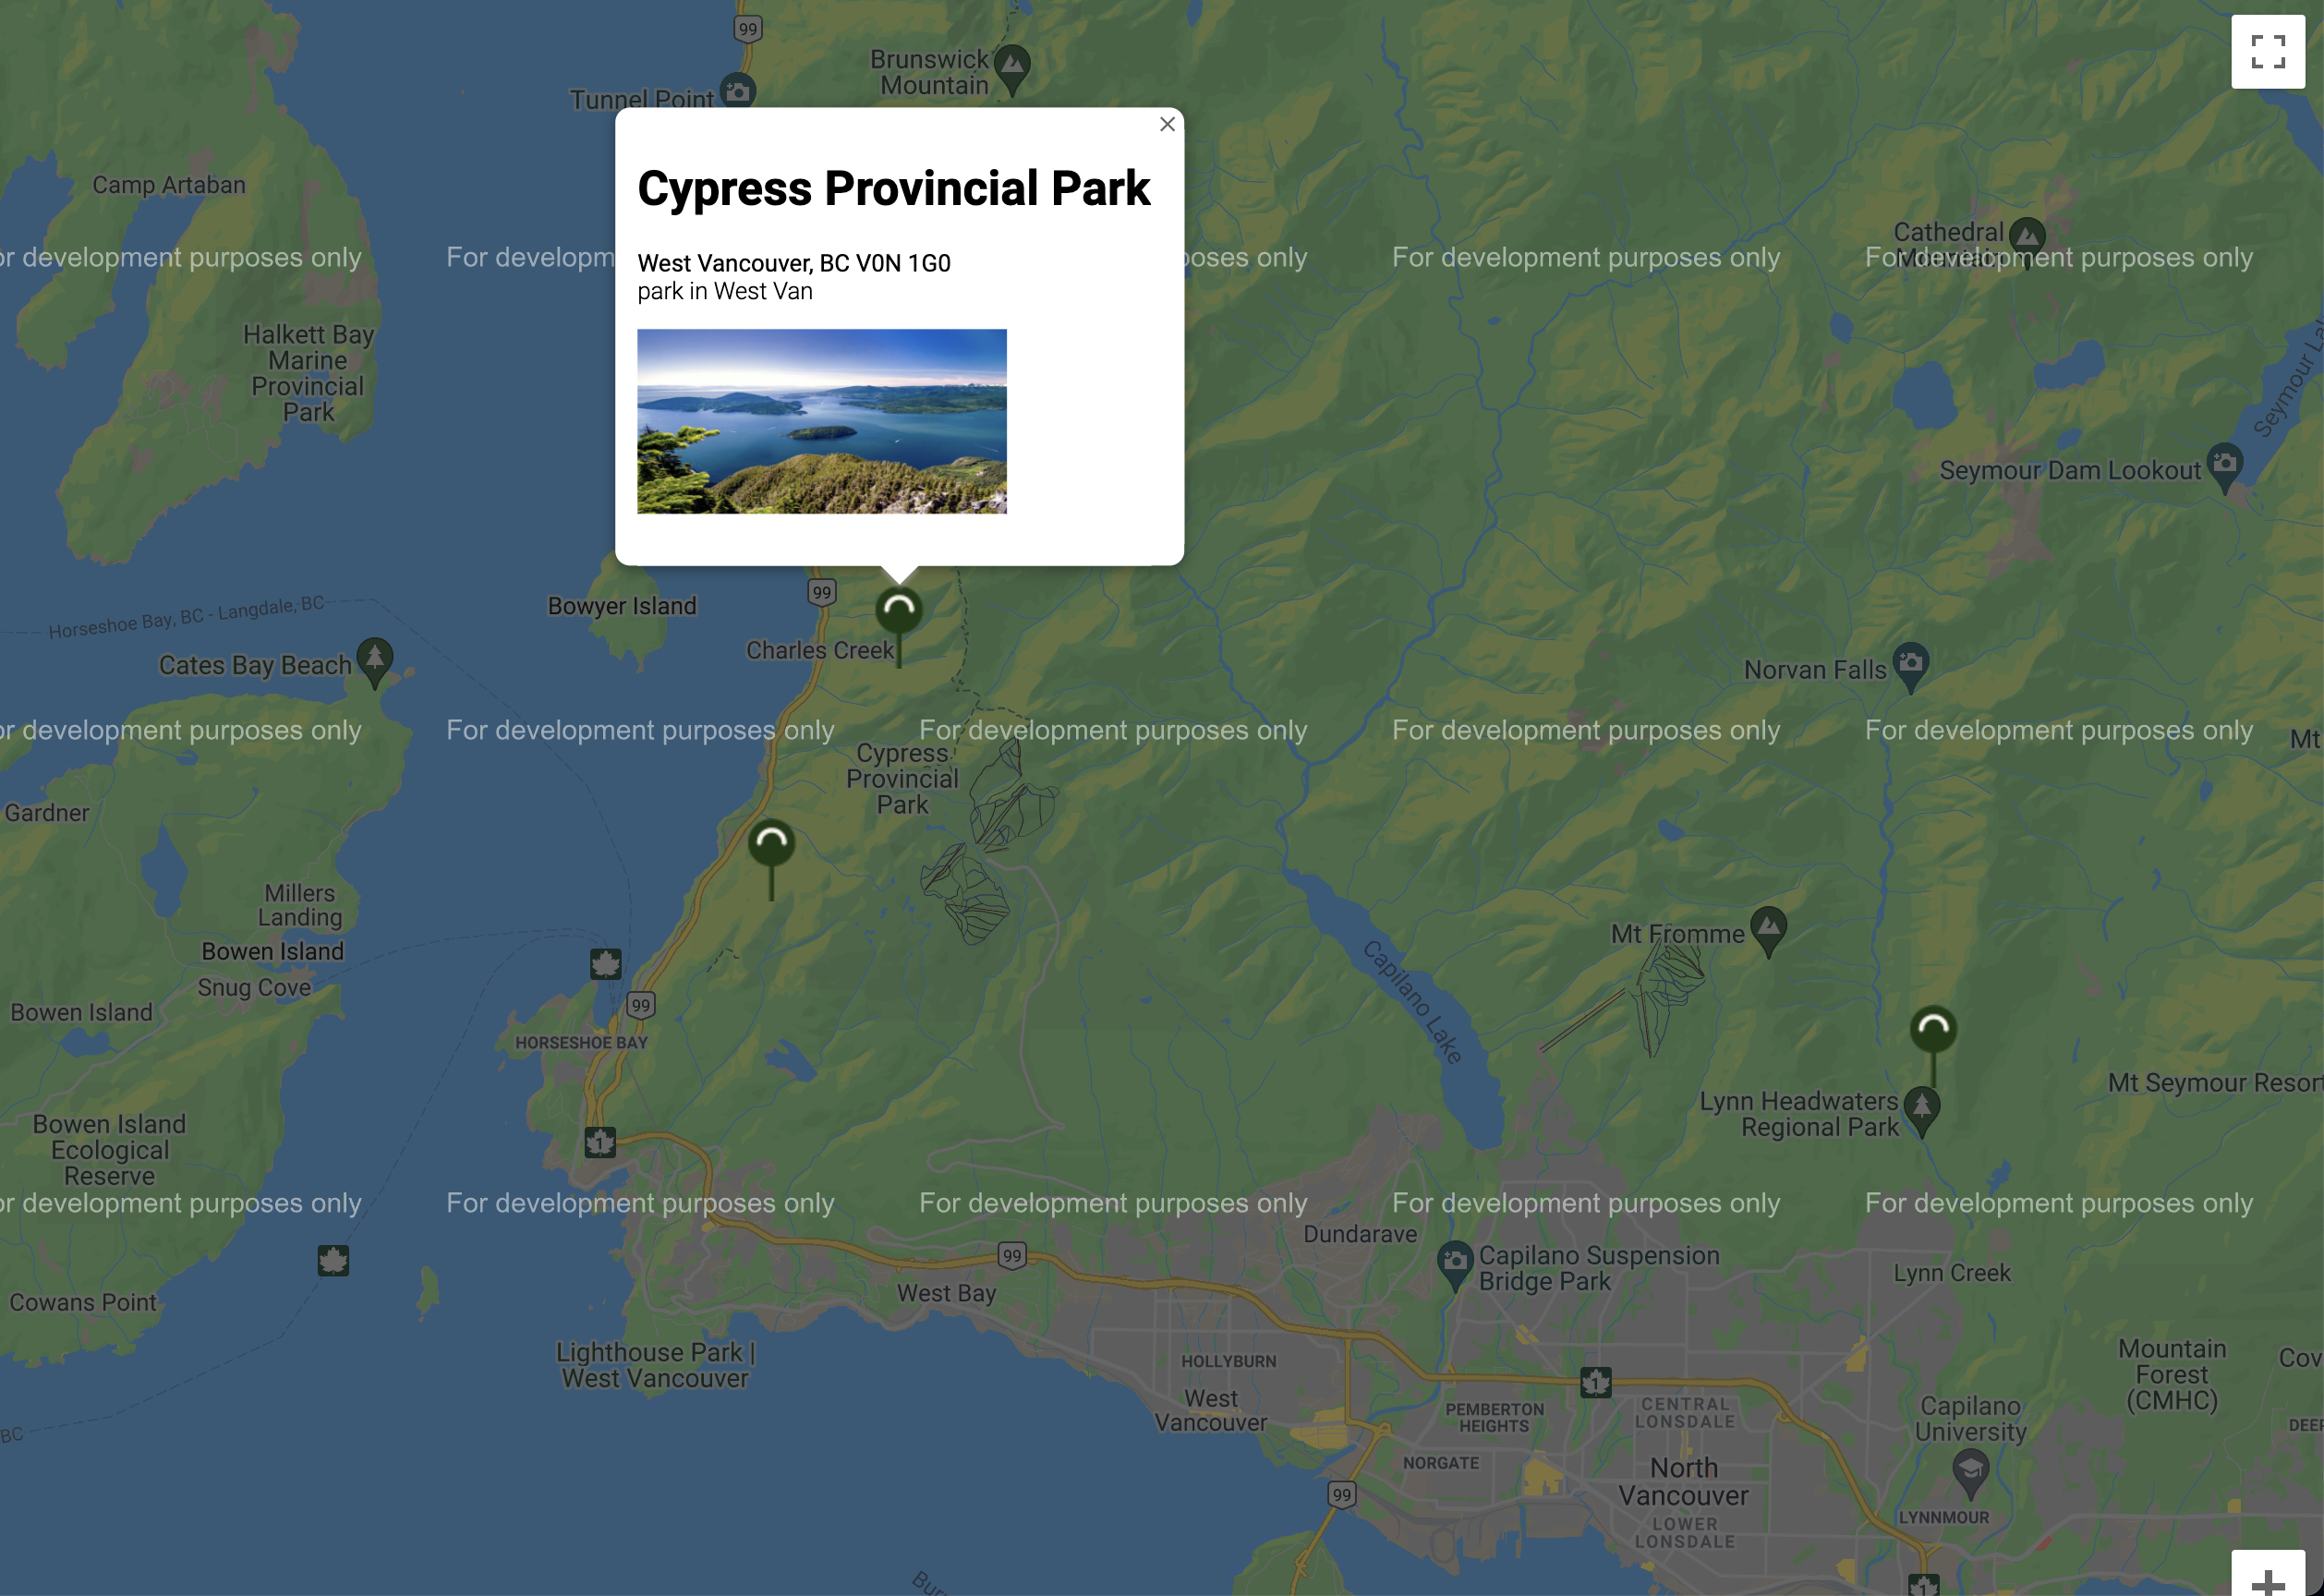 99
Brunswick
Mountain
Tunnel Point
Camp Artaban
Cypress Provincial Park
West Vancouver, BC V0N 1G0
park in West Van
Cathedral
or development purposes only
For developm
poses only
For development purposes only
For development purposes only
Halkett Bay
Marine
Provincial
Park
Seymour
Seymour Dam Lookout
99
Bowyer Island
Horseshoe Bay, BC - Langdale, BC
Charles Creek
Cates Bay Beach
Norvan Falls
or development purposes only
For development purposes only
For development purposes only
For development purposes only
For development purposes only
Mt
Cypress
Provincial
Park
Gardner
Millers
Landing
Bowen Island
Snug Cove
Bowen Island
99
HORSESHOE BAY
Capilano Lake
Mt Fromme
Mt Seymour Resort
Lynn Headwaters
Regional Park
Bowen Island
Ecological
Reserve
1
or development purposes only
For development purposes only
For development purposes only
For development purposes only
For development purposes only
Dundarave
99
Capilano Suspension
Bridge Park
Lynn Creek
West Bay
Cowans Point
Lighthouse Park |
West Vancouver
HOLLYBURN
West
Vancouver
1
PEMBERTON
HEIGHTS
CENTRAL
LONSDALE
Mountain
Forest
(CMHC)
Cov
Capilano
University
DEEP
BC
NORGATE
North
Vancouver
99
LOWER
LONSDALE
LYNNMOUR
1